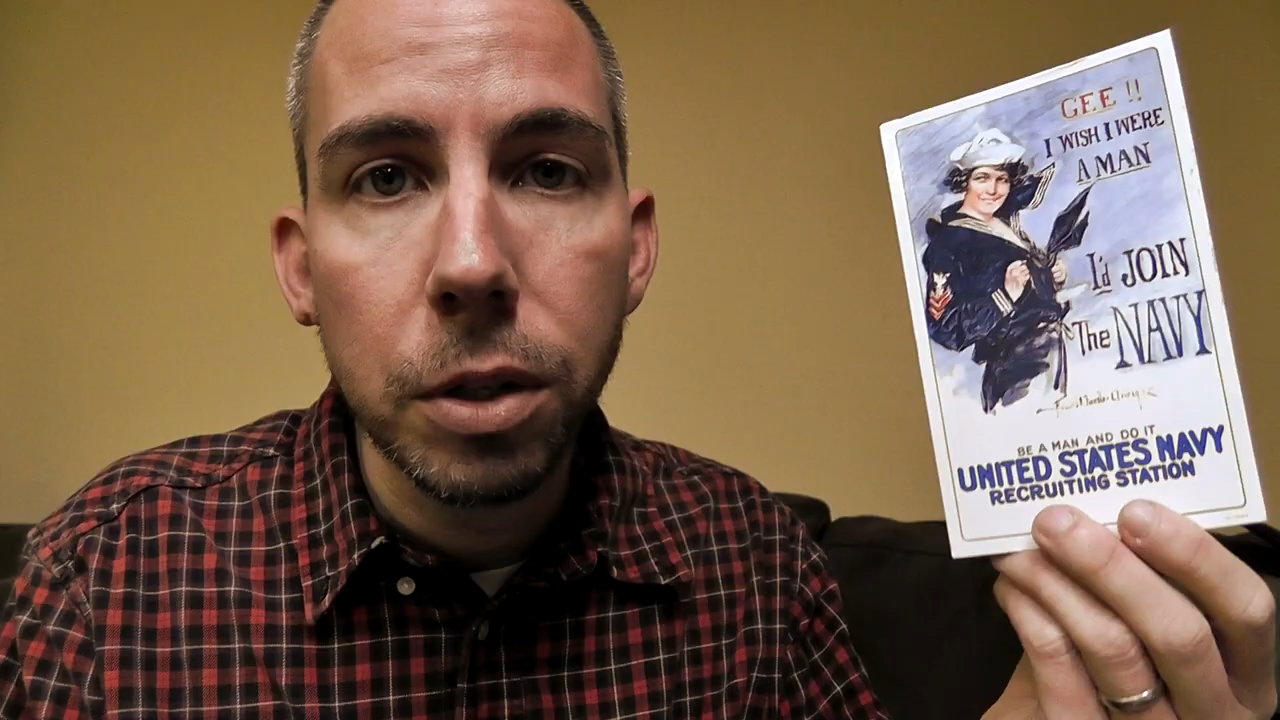 GEE !!
I WISH I WERE
A MAN
I'd JOIN
The NAVY
BE A MAN AND DO IT
UNITED STATES NAVY
RECRUITING STATION